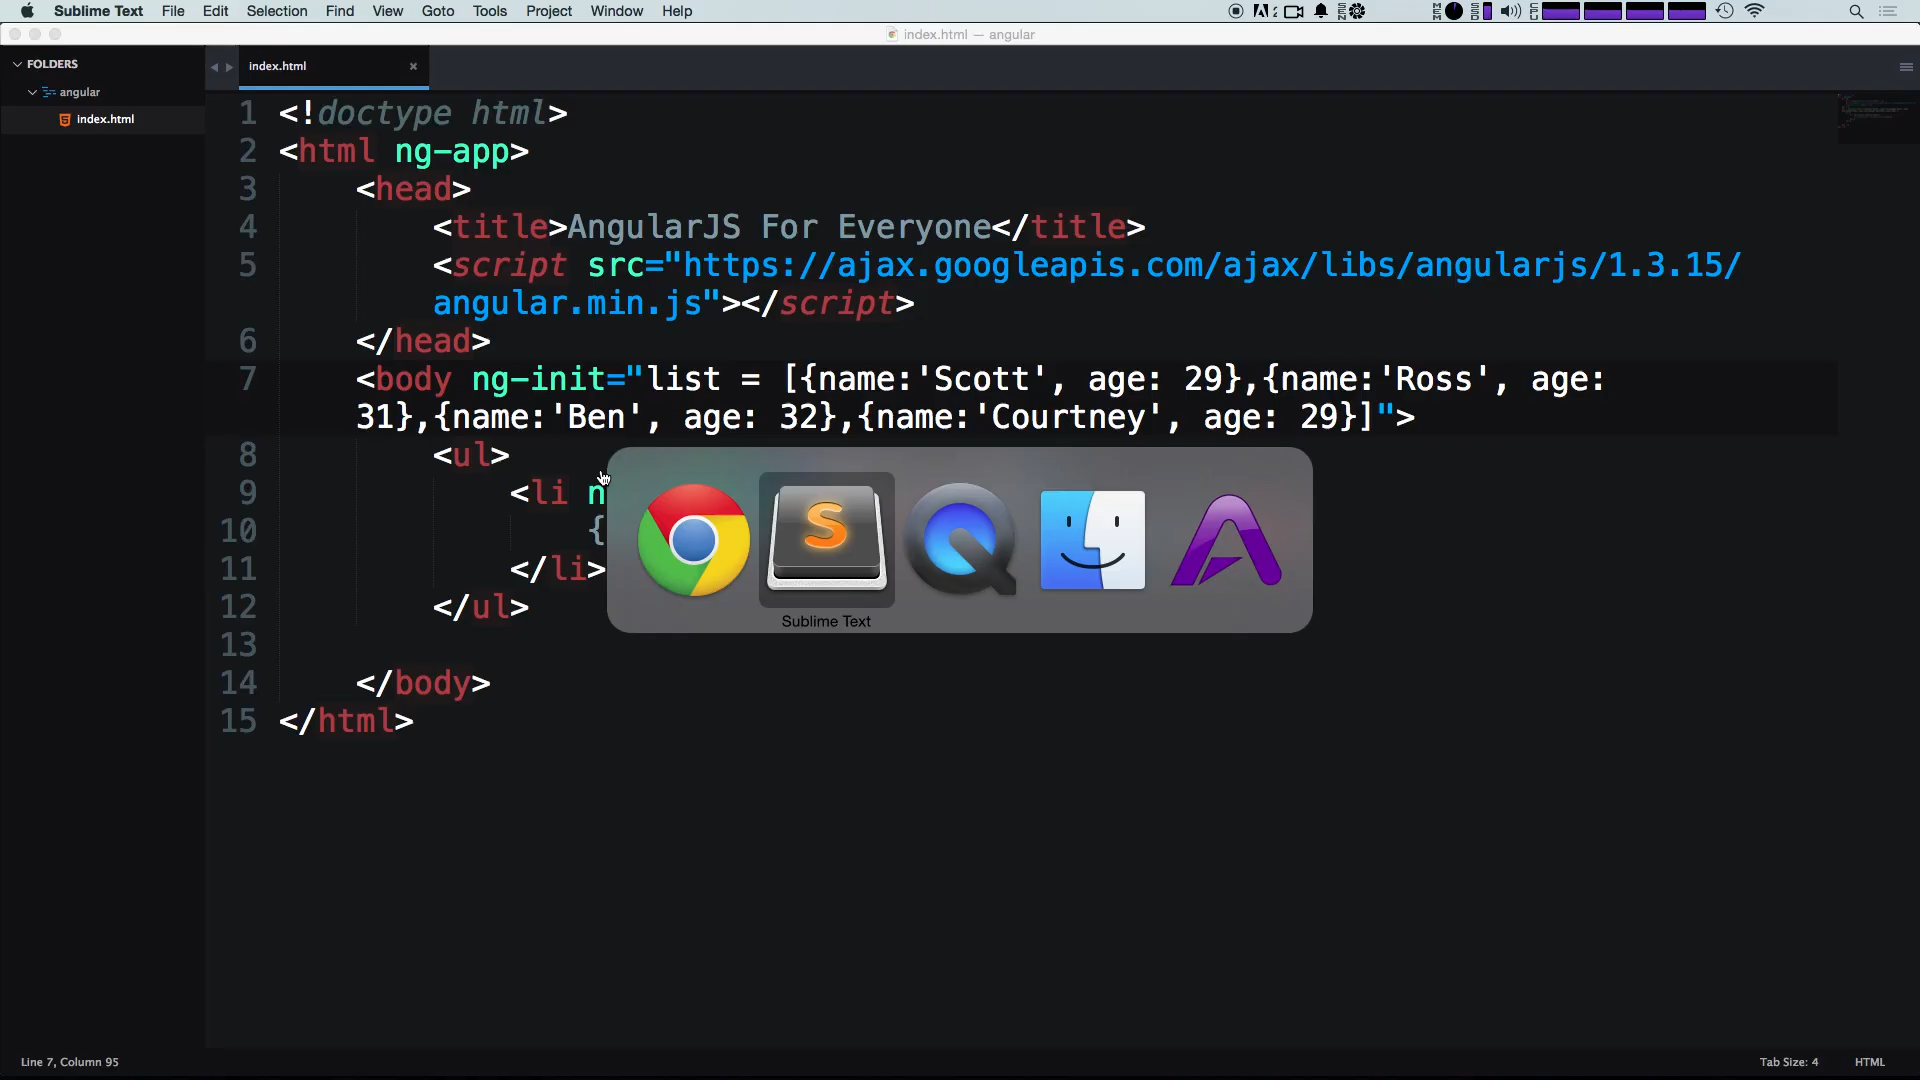 Sublime Text File Edit Selection Find View Goto Tools Project Window Help
index.html — angular
FOLDERS
angular
index.html
index.html
1 <!doctype html>
2 <html ng-app>
3 <head>
4 <title>AngularJS For Everyone</title>
5 <script src="https://ajax.googleapis.com/ajax/libs/angularjs/1.3.15/
angular.min.js"></script>
6 </head>
7 <body ng-init="list = [{name:'Scott', age: 29},{name:'Ross', age:
31},{name:'Ben', age: 32},{name:'Courtney', age: 29}]">
8 <ul>
9 <li n
10 {
11 </li>
12 </ul>
13
14 </body>
15 </html>
Sublime Text
Line 7, Column 95
Tab Size: 4 HTML